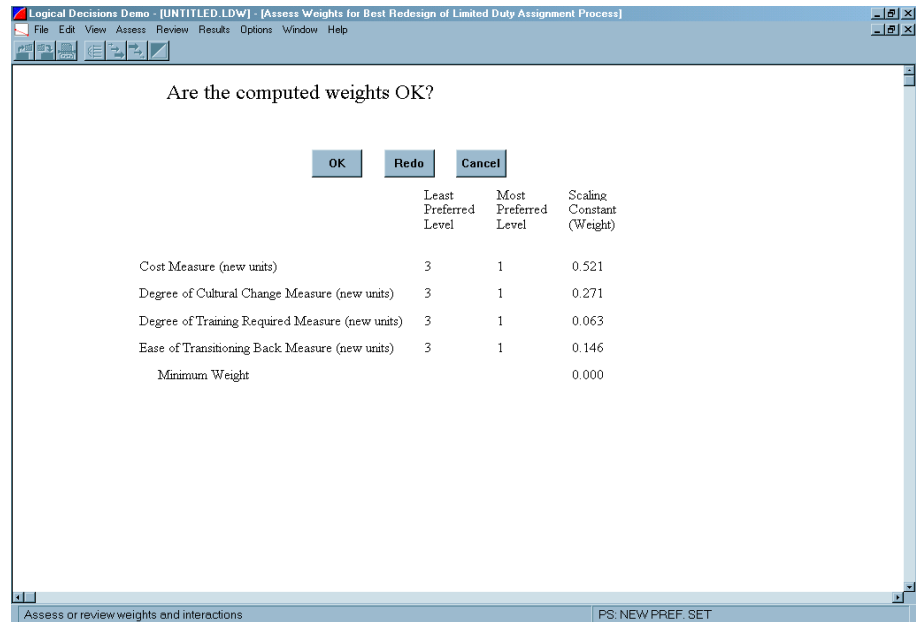 Logical Decisions Demo - [UNTITLED.LDW] - [Assess Weights for Best Redesign of Limited Duty Assignment Process]
File Edit View Assess Review Results Options Window Help
Are the computed weights OK?
OK Redo Cancel
Least Most Scaling
Preferred Preferred Constant
Level Level (Weight)
Cost Measure (new units) 3 1 0.521
Degree of Cultural Change Measure (new units) 3 1 0.271
Degree of Training Required Measure (new units) 3 1 0.063
Ease of Transitioning Back Measure (new units) 3 1 0.146
Minimum Weight 0.000
Assess or review weights and interactions PS: NEW PREF. SET